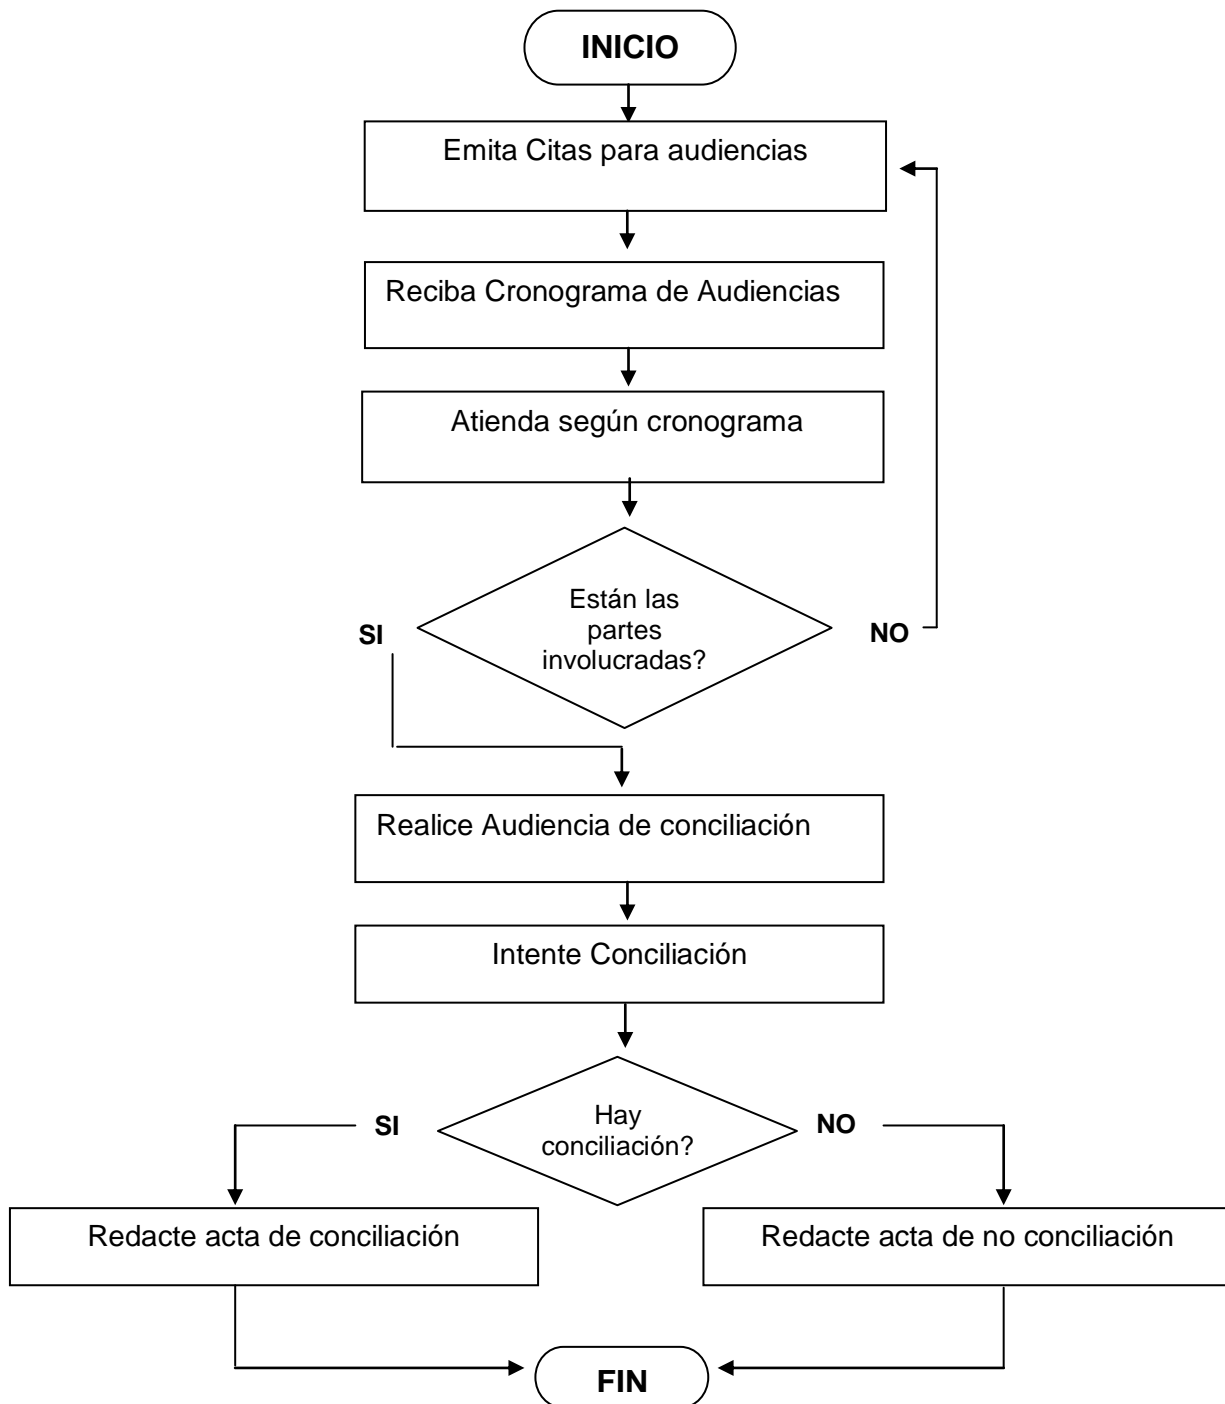 INICIO
Emita Citas para audiencias
Reciba Cronograma de Audiencias
Atienda según cronograma
Están las
partes
involucradas?
SI
NO
Realice Audiencia de conciliación
Intente Conciliación
Hay
conciliación?
SI
NO
Redacte acta de conciliación
Redacte acta de no conciliación
FIN